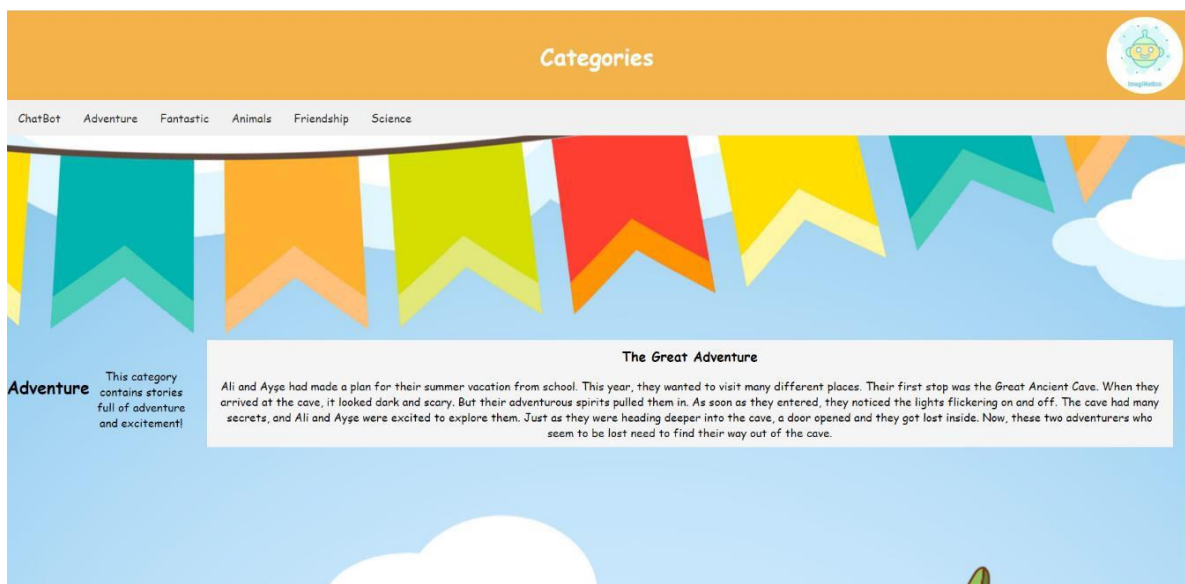 Categories
ImagiNation
ChatBot Adventure Fantastic Animals Friendship Science
Adventure
This category
contains stories
full of adventure
and excitement!
The Great Adventure
Ali and Ayşe had made a plan for their summer vacation from school. This year, they wanted to visit many different places. Their first stop was the Great Ancient Cave. When they
arrived at the cave, it looked dark and scary. But their adventurous spirits pulled them in. As soon as they entered, they noticed the lights flickering on and off. The cave had many
secrets, and Ali and Ayşe were excited to explore them. Just as they were heading deeper into the cave, a door opened and they got lost inside. Now, these two adventurers who
seem to be lost need to find their way out of the cave.